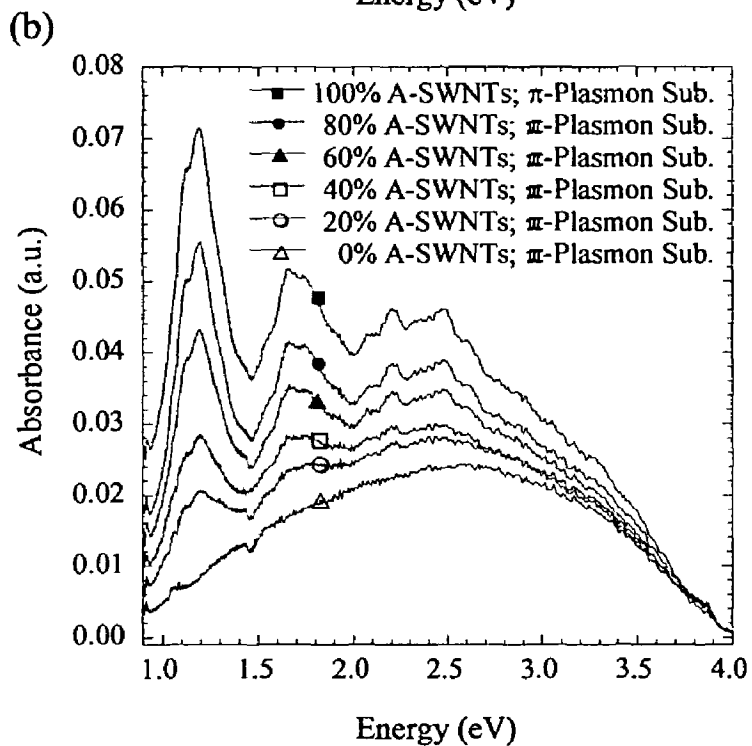 Energy (eV)
(b)
0.08
0.07
0.06
0.05
0.04
0.03
0.02
0.01
0.00
Absorbance (a.u.)
100% A-SWNTs; π-Plasmon Sub.
80% A-SWNTs; π-Plasmon Sub.
60% A-SWNTs; π-Plasmon Sub.
40% A-SWNTs; π-Plasmon Sub.
20% A-SWNTs; π-Plasmon Sub.
0% A-SWNTs; π-Plasmon Sub.
1.0 1.5 2.0 2.5 3.0 3.5 4.0
Energy (eV)